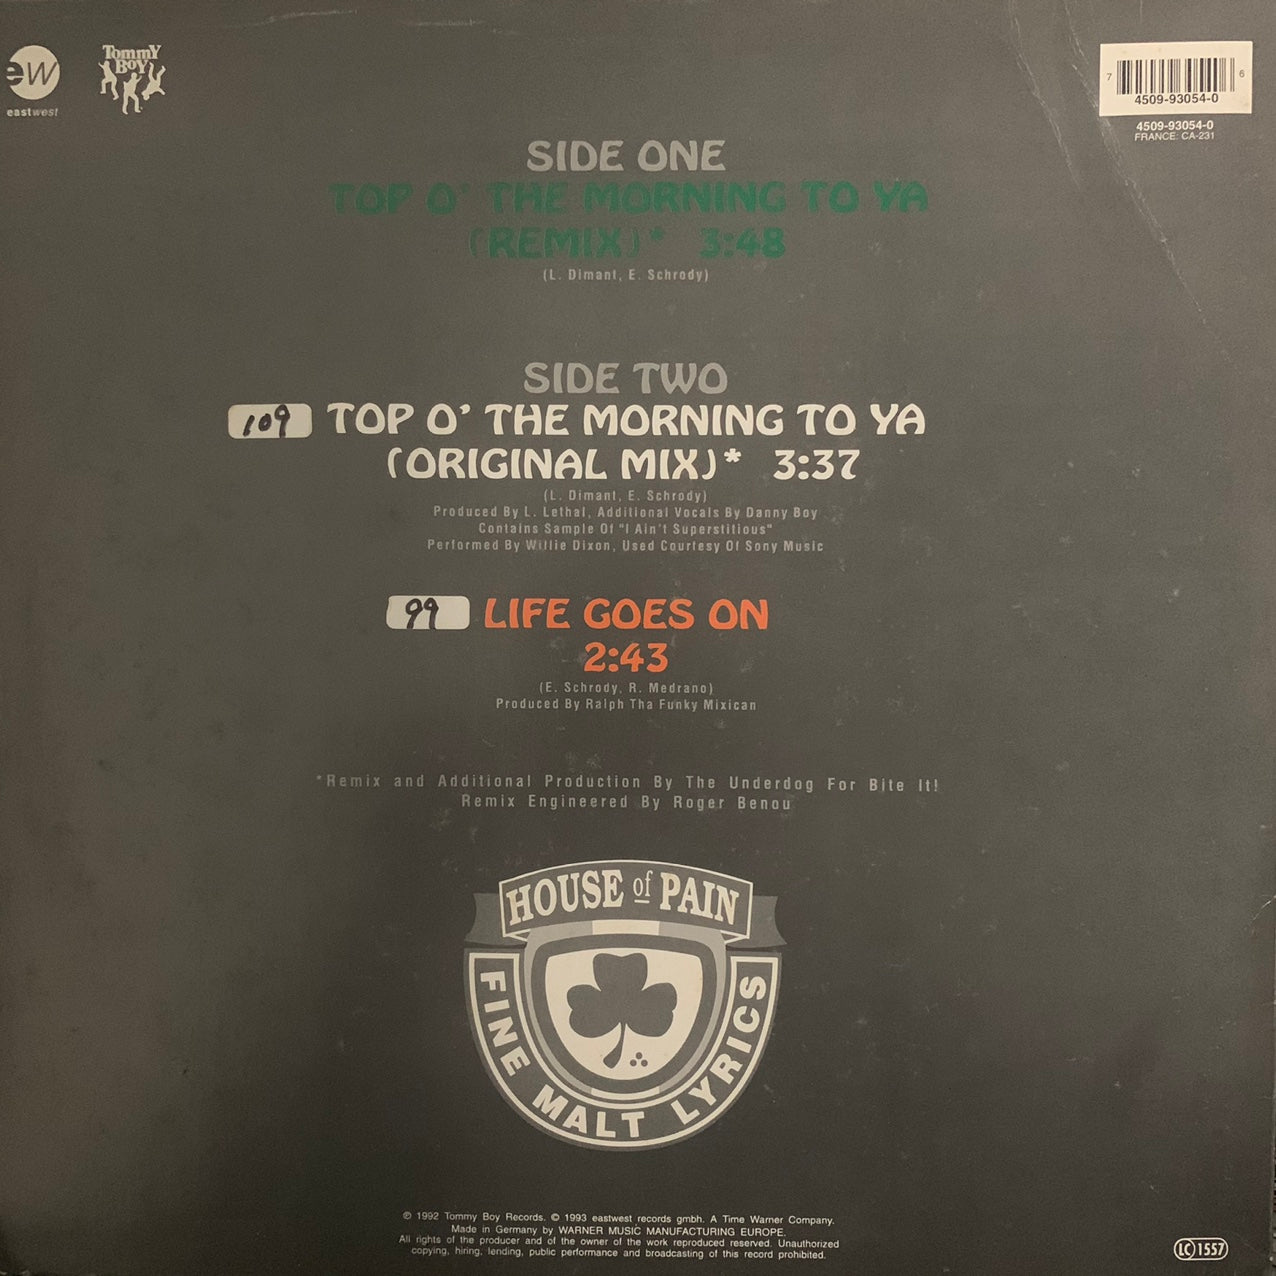 eW
eastwest
Tommy
Boy
7
6
4509-93054-0
4509-93054-0
FRANCE: CA-231
SIDE ONE
TOP O' THE MORNING TO YA
(REMIX)* 3:48
(L. Dimant, E. Schrody)
SIDE TWO
109 TOP O' THE MORNING TO YA
(ORIGINAL MIX)* 3:37
(L. Dimant, E. Schrody)
Produced By L. Lethal, Additional Vocals By Danny Boy
Contains Sample Of "I Ain't Superstitious"
Performed By Willie Dixon, Used Courtesy Of Sony Music
99 LIFE GOES ON
2:43
(E. Schrody, R. Medrano)
Produced By Ralph Tha Funky Mixican
*Remix and Additional Production By The Underdog For Bite It!
Remix Engineered By Roger Benou
HOUSE of PAIN
FINE MALT LYRICS
℗ 1992 Tommy Boy Records. © 1993 eastwest records gmbh. A Time Warner Company.
Made in Germany by WARNER MUSIC MANUFACTURING EUROPE.
All rights of the producer and of the owner of the work reproduced reserved. Unauthorized
copying, hiring, lending, public performance and broadcasting of this record prohibited.
LC 1557